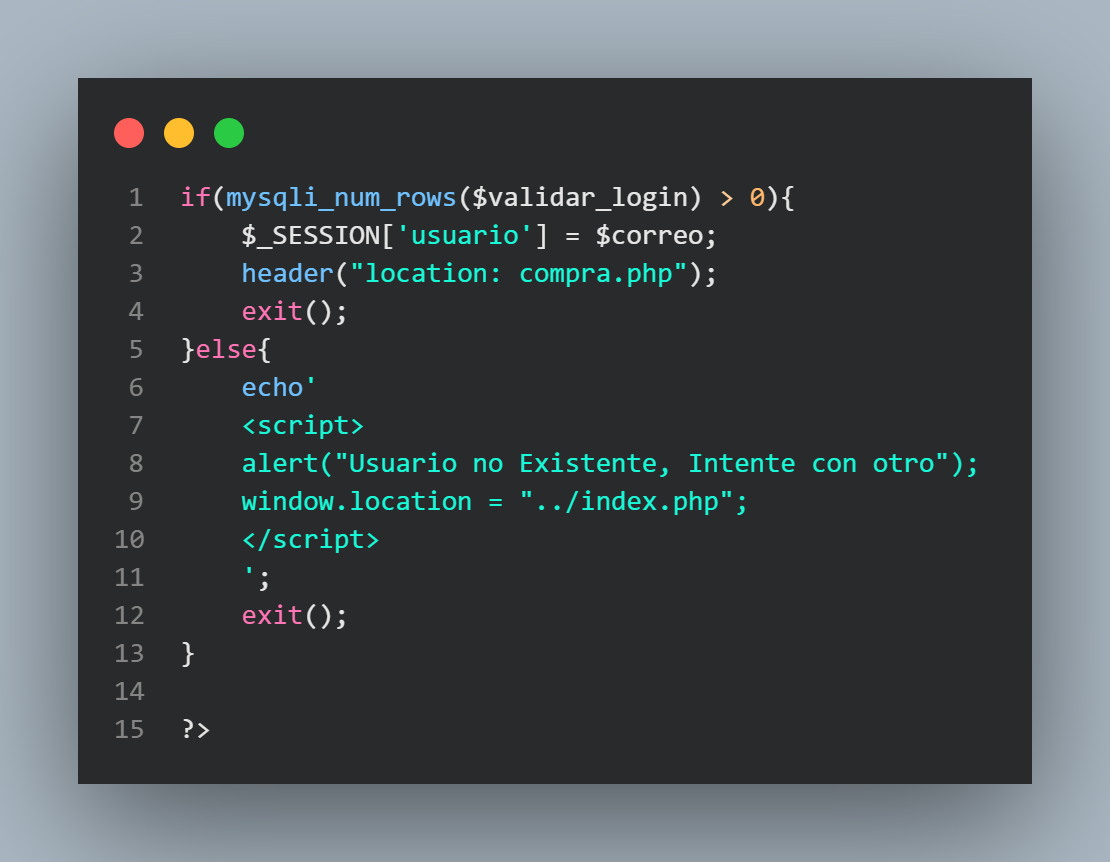 1 if(mysqli_num_rows($validar_login) > 0){
2     $_SESSION['usuario'] = $correo;
3     header("location: compra.php");
4     exit();
5 }else{
6     echo'
7     <script>
8     alert("Usuario no Existente, Intente con otro");
9     window.location = "../index.php";
10     </script>
11     ';
12     exit();
13 }
14
15 ?>